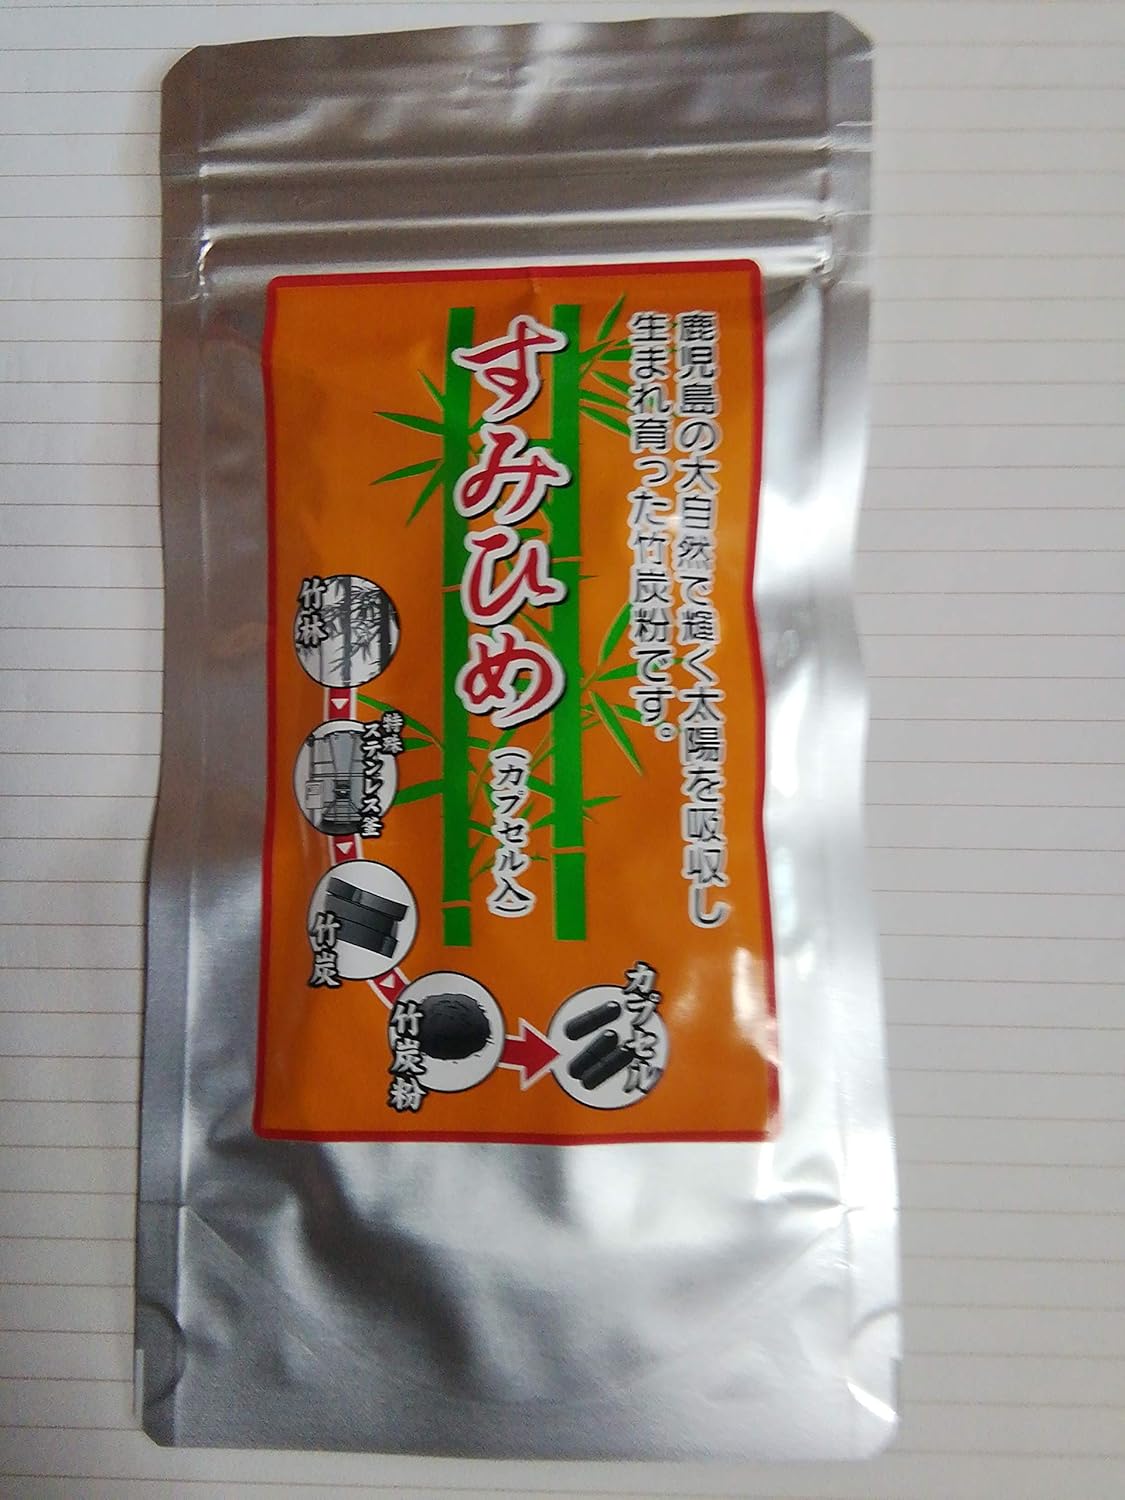 鹿児島の大自然で輝く太陽を吸収し
生まれ育った竹炭粉です。
すみひめ
(カプセル入)
竹林
特殊
ステンレス釜
竹炭
竹炭粉
カプセル